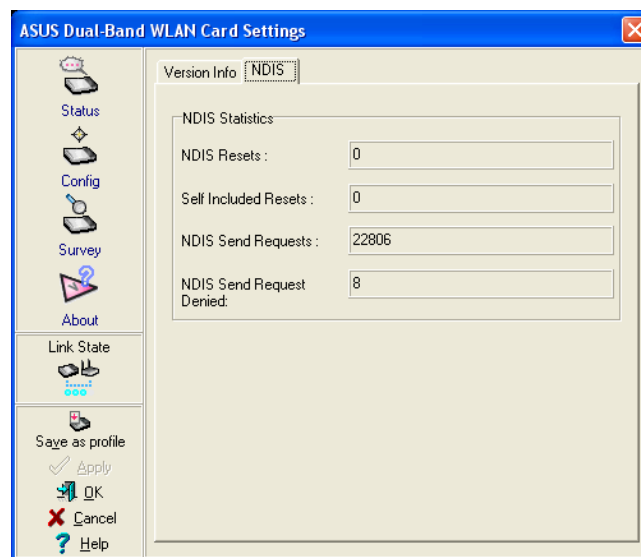 ASUS Dual-Band WLAN Card Settings
Status
Config
Survey
About
Link State
Save as profile
Apply
OK
Cancel
Help
Version Info
NDIS
NDIS Statistics
NDIS Resets :
0
Self Included Resets :
0
NDIS Send Requests :
22806
NDIS Send Request
Denied:
8